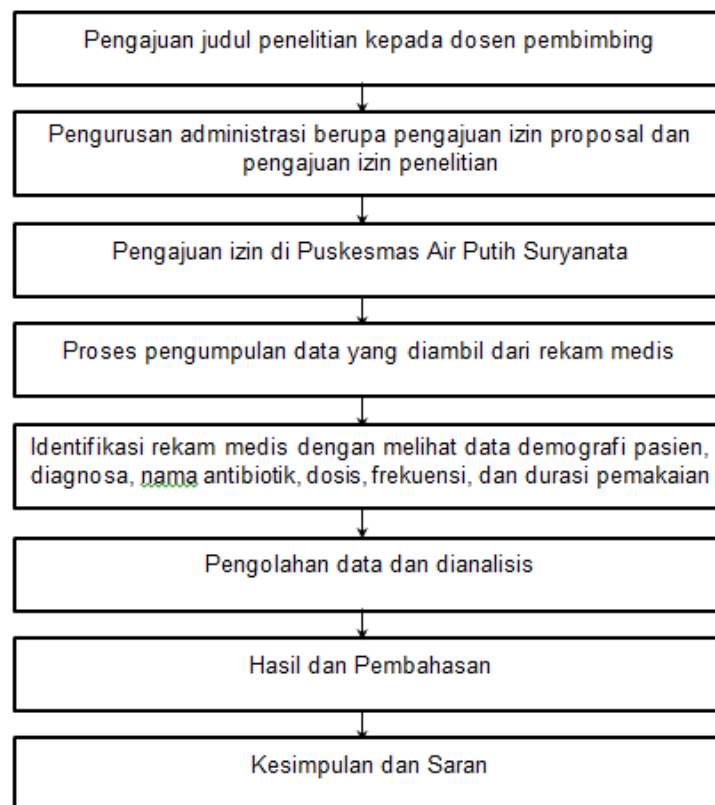 Pengajuan judul penelitian kepada dosen pembimbing
Pengurusan administrasi berupa pengajuan izin proposal dan
pengajuan izin penelitian
Pengajuan izin di Puskesmas Air Putih Suryanata
Proses pengumpulan data yang diambil dari rekam medis
Identifikasi rekam medis dengan melihat data demografi pasien,
diagnosa, nama antibiotik, dosis, frekuensi, dan durasi pemakaian
Pengolahan data dan dianalisis
Hasil dan Pembahasan
Kesimpulan dan Saran